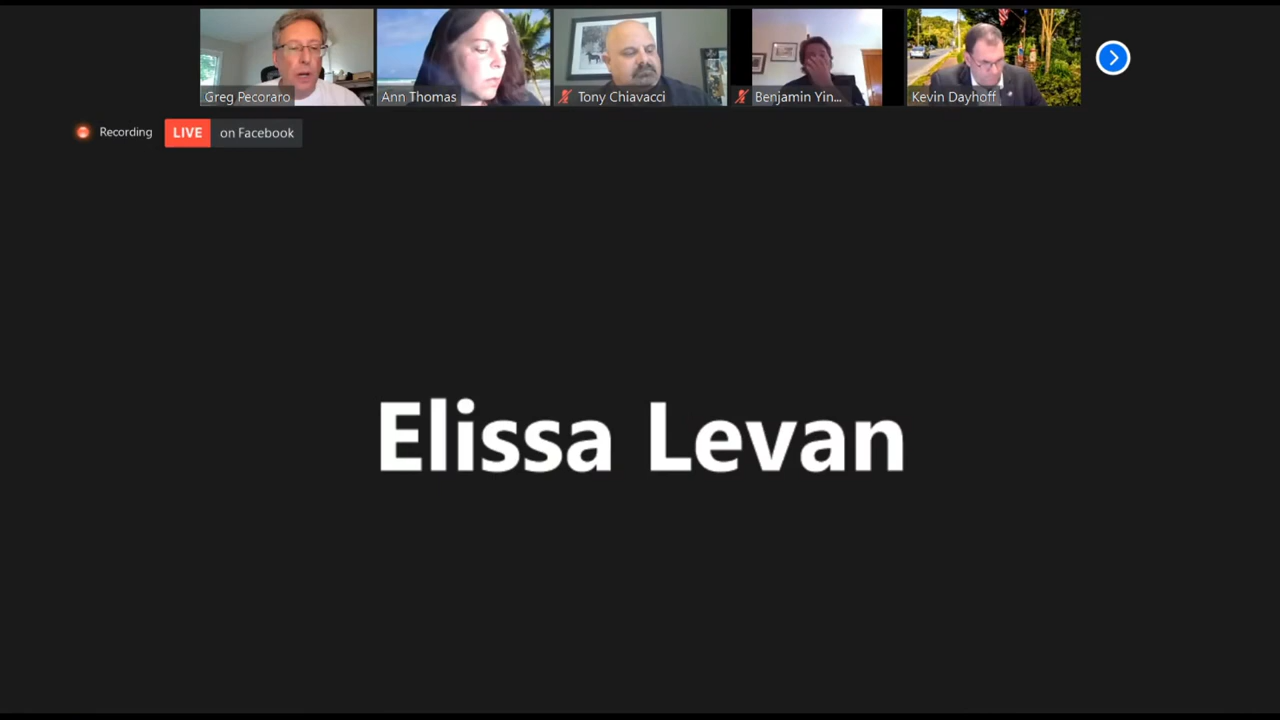 Greg Pecoraro
Ann Thomas
Tony Chiavacci
Benjamin Yin...
Kevin Dayhoff
Recording
LIVE on Facebook
Elissa Levan